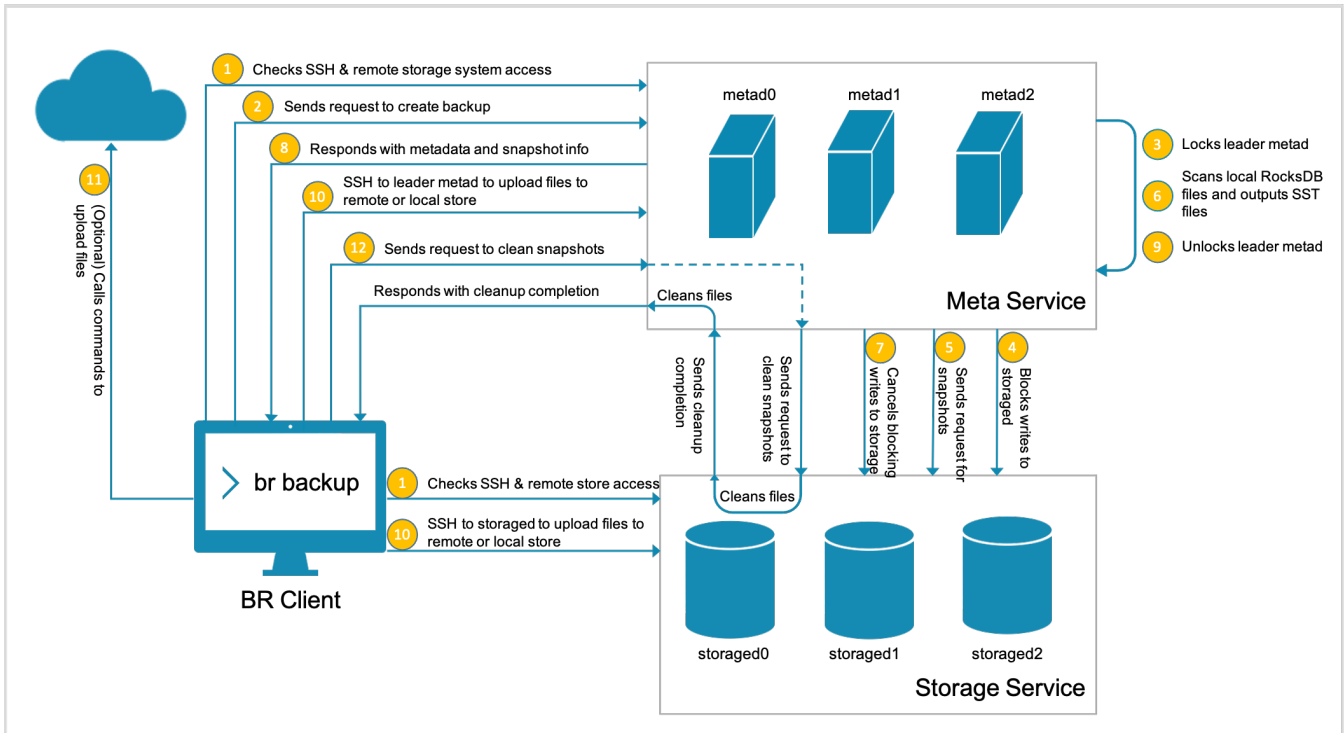 1 Checks SSH & remote storage system access
2 Sends request to create backup
8 Responds with metadata and snapshot info
10 SSH to leader metad to upload files to
remote or local store
12 Sends request to clean snapshots
Responds with cleanup completion
metad0 metad1 metad2
Cleans files
Meta Service
3 Locks leader metad
6 Scans local RocksDB
files and outputs SST
files
9 Unlocks leader metad
11 (Optional) Calls commands to
upload files
Sends cleanup
completion
Sends request to
clean snapshots
7 Cancels blocking
writes to storage
5 Sends request for
snapshots
4 Blocks writes to
storaged
br backup
BR Client
1 Checks SSH & remote store access
10 SSH to storaged to upload files to
remote or local store
Cleans files
storaged0 storaged1 storaged2
Storage Service